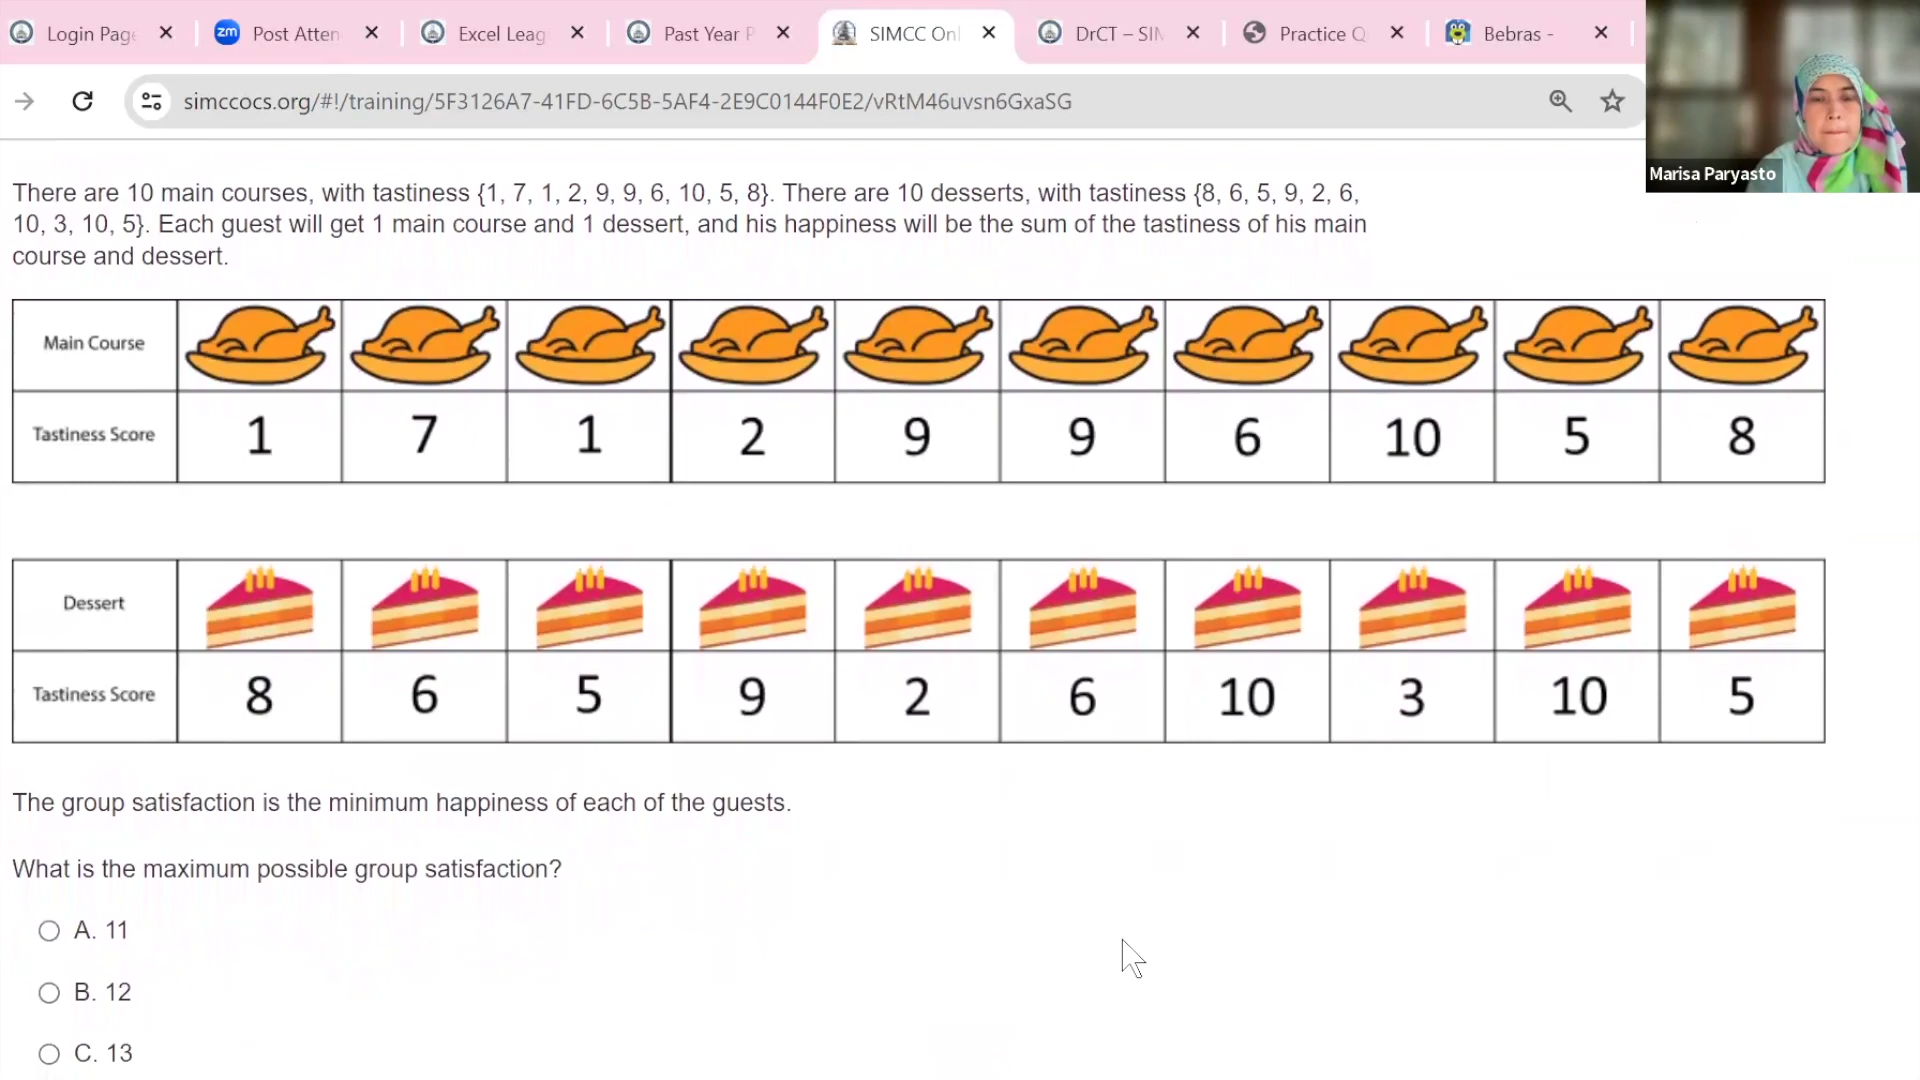 Login Page
Post Atten
Excel Leag
Past Year P
SIMCC Onl
DrCT – SIM
Practice Q
Bebras -
simccocs.org/#!/training/5F3126A7-41FD-6C5B-5AF4-2E9C0144F0E2/vRtM46uvsn6GxaSG
Marisa Paryasto
There are 10 main courses, with tastiness {1, 7, 1, 2, 9, 9, 6, 10, 5, 8}. There are 10 desserts, with tastiness {8, 6, 5, 9, 2, 6,
10, 3, 10, 5}. Each guest will get 1 main course and 1 dessert, and his happiness will be the sum of the tastiness of his main
course and dessert.
Main Course
Tastiness Score 1 7 1 2 9 9 6 10 5 8
Dessert
Tastiness Score 8 6 5 9 2 6 10 3 10 5
The group satisfaction is the minimum happiness of each of the guests.
What is the maximum possible group satisfaction?
A. 11
B. 12
C. 13